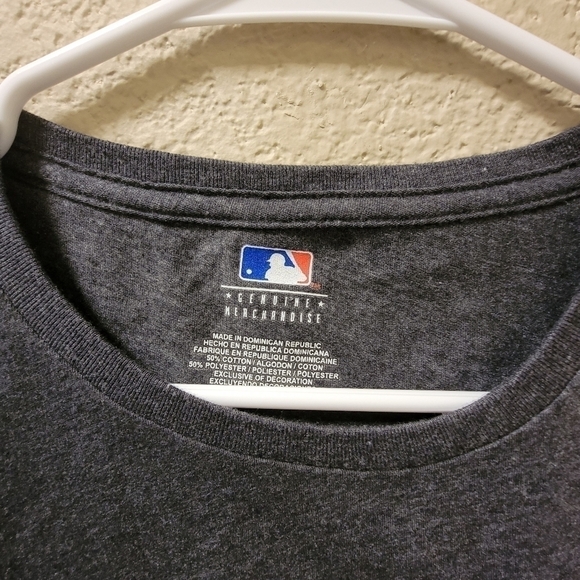 ★ GENUINE ★
MERCHANDISE
MADE IN DOMINICAN REPUBLIC
HECHO EN REPUBLICA DOMINICANA
FABRIQUE EN REPUBLIQUE DOMINICAINE
50% COTTON / ALGODON / COTON
50% POLYESTER / POLIESTER / POLYESTER
EXCLUSIVE OF DECORATION
EXCLUYENDO